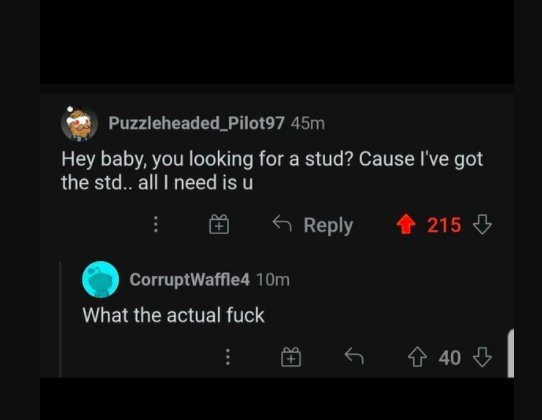 Puzzleheaded_Pilot97 45m
Hey baby, you looking for a stud? Cause I've got
the std.. all I need is u
Reply 215
CorruptWaffle4 10m
What the actual fuck
40